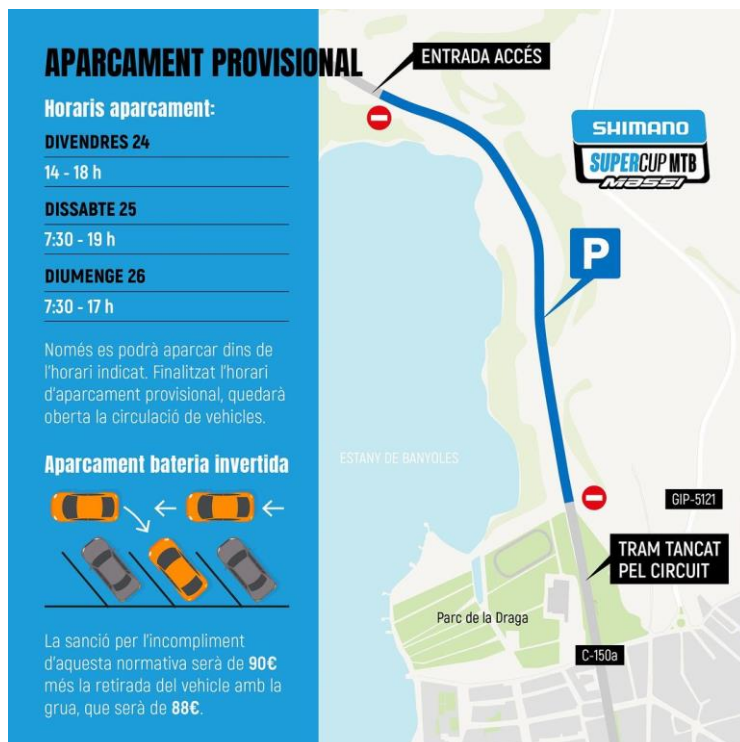 APARCAMENT PROVISIONAL
Horaris aparcament:
DIVENDRES 24
14 - 18 h
DISSABTE 25
7:30 - 19 h
DIUMENGE 26
7:30 - 17 h
Només es podrà aparcar dins de
l'horari indicat. Finalitzat l'horari
d'aparcament provisional, quedarà
oberta la circulació de vehicles.
Aparcament bateria invertida
La sanció per l'incompliment
d'aquesta normativa serà de 90€
més la retirada del vehicle amb la
grua, que serà de 88€.
ENTRADA ACCÉS
SHIMANO
SUPERCUP MTB
MASSI
P
ESTANY DE BANYOLES
GIP-5121
TRAM TANCAT
PEL CIRCUIT
Parc de la Draga
C-150a